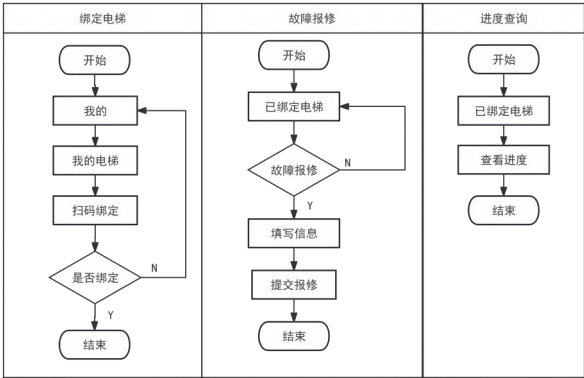 绑定电梯
开始
我的
我的电梯
扫码绑定
是否绑定
N
Y
结束
故障报修
开始
已绑定电梯
故障报修
N
Y
填写信息
提交报修
结束
进度查询
开始
已绑定电梯
查看进度
结束